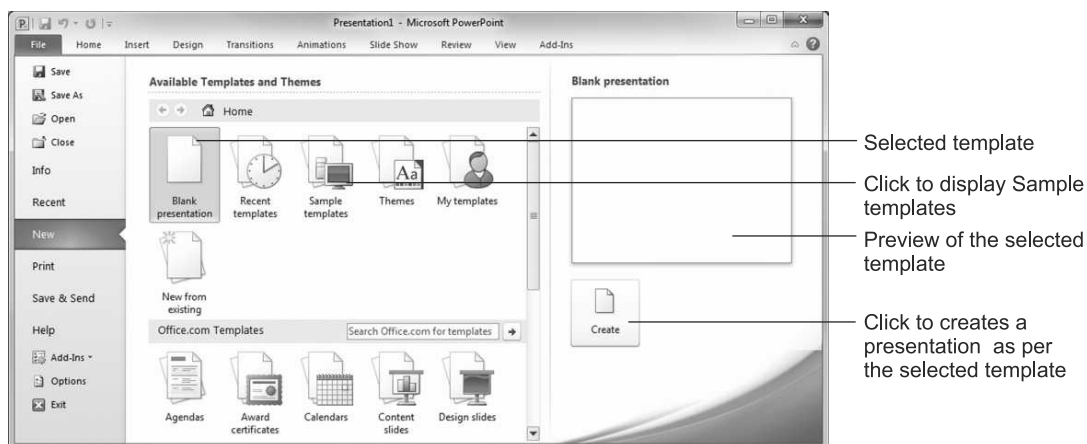 Presentation1 - Microsoft PowerPoint
File Home Insert Design Transitions Animations Slide Show Review View Add-Ins
Save
Save As
Open
Close
Info
Recent
New
Print
Save & Send
Help
Add-Ins
Options
Exit
Available Templates and Themes
Home
Blank
presentation
Recent
templates
Sample
templates
Aa
Themes
My templates
New from
existing
Office.com Templates
Search Office.com for templates
Agendas
Award
certificates
Calendars
Content
slides
Design slides
Blank presentation
Create
Selected template
Click to display Sample
templates
Preview of the selected
template
Click to creates a
presentation as per
the selected template